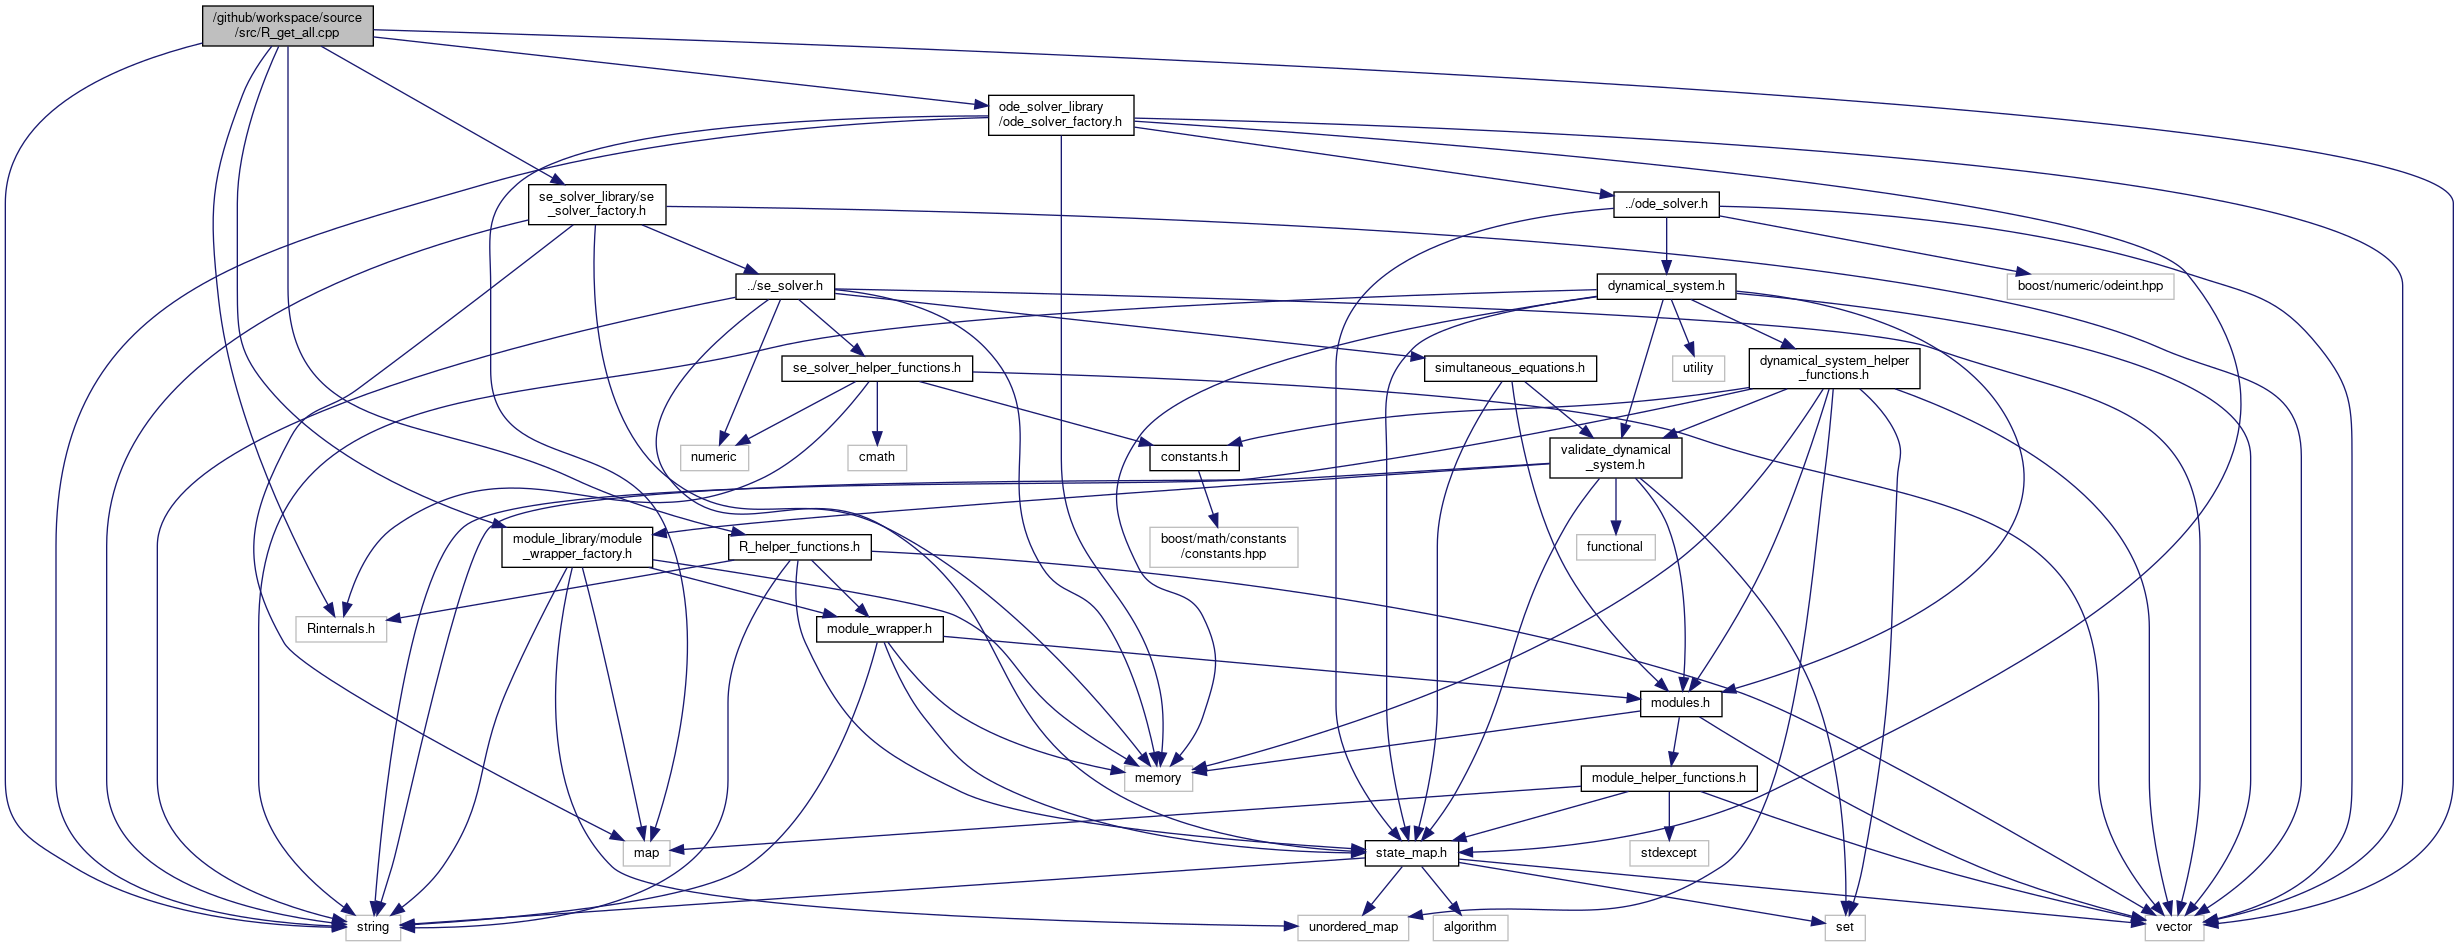 /github/workspace/source
/src/R_get_all.cpp
ode_solver_library
/ode_solver_factory.h
se_solver_library/se
_solver_factory.h
../ode_solver.h
../se_solver.h
dynamical_system.h
boost/numeric/odeint.hpp
se_solver_helper_functions.h
simultaneous_equations.h
utility
dynamical_system_helper
_functions.h
numeric
cmath
constants.h
validate_dynamical
_system.h
module_library/module
_wrapper_factory.h
R_helper_functions.h
boost/math/constants
/constants.hpp
functional
Rinternals.h
module_wrapper.h
modules.h
memory
module_helper_functions.h
map
state_map.h
stdexcept
string
unordered_map
algorithm
set
vector